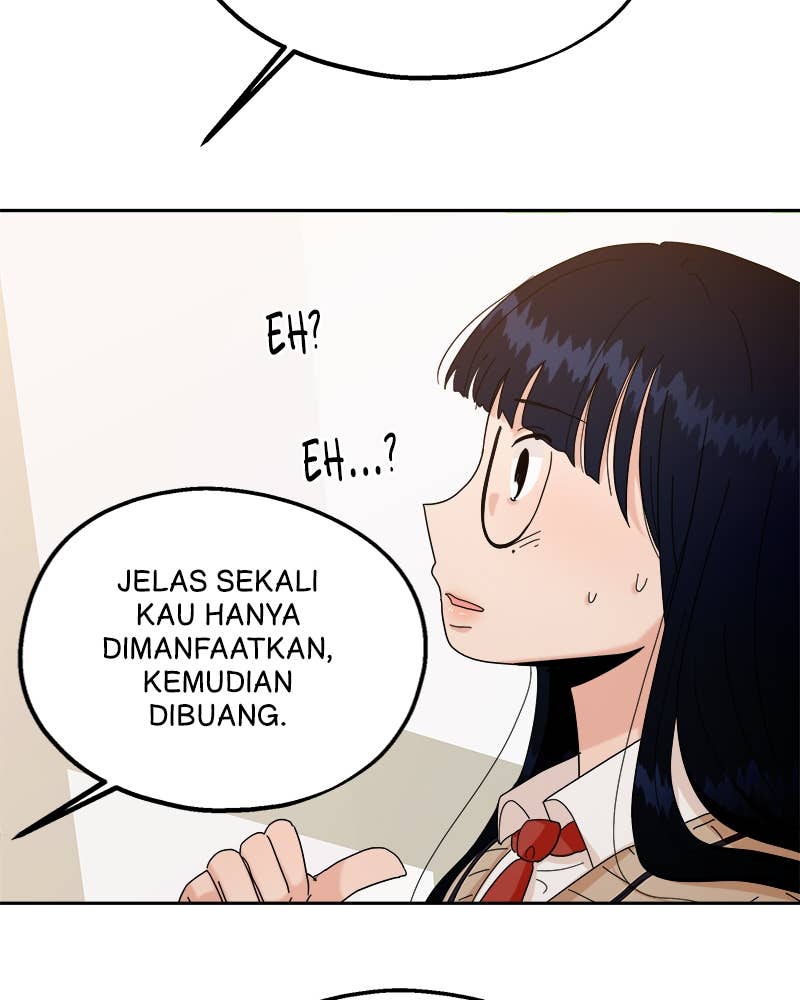 EH?
EH...?
JELAS SEKALI
KAU HANYA
DIMANFAATKAN,
KEMUDIAN
DIBUANG.